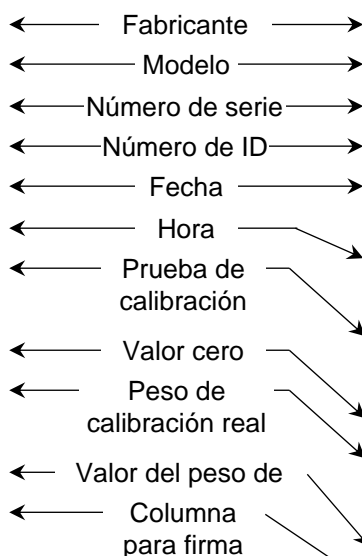 Fabricante
Modelo
Número de serie
Número de ID
Fecha
Hora
Prueba de
calibración
Valor cero
Peso de
calibración real
Valor del peso de
Columna
para firma